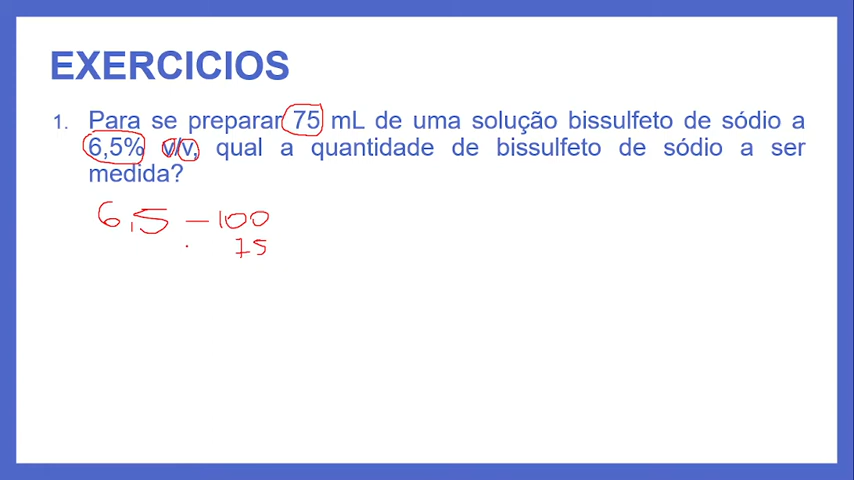 EXERCICIOS
1. Para se preparar 75 mL de uma solução bissulfeto de sódio a
6,5% v/v, qual a quantidade de bissulfeto de sódio a ser
medida?
6,5 — 100
75